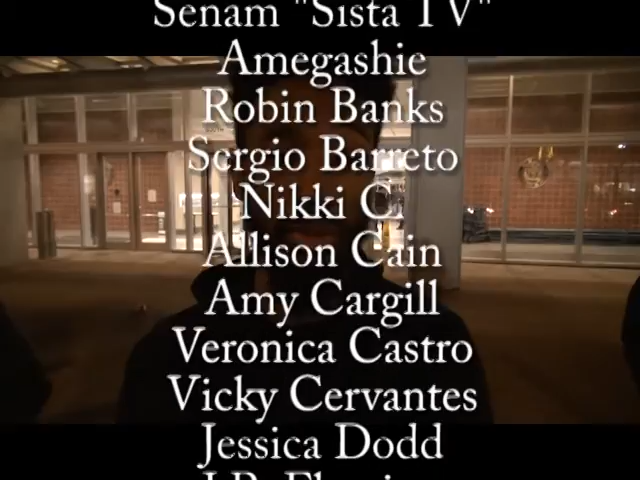 Senam "Sista TV"
Amegashie
Robin Banks
Sergio Barreto
Nikki C.
Allison Cain
Amy Cargill
Veronica Castro
Vicky Cervantes
Jessica Dodd